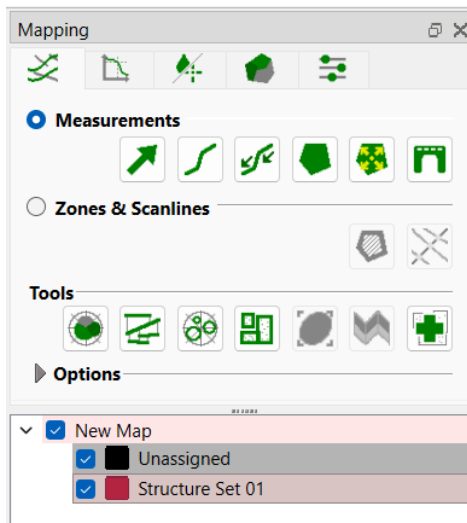 Mapping
Measurements
Zones & Scanlines
Tools
Options
New Map
Unassigned
Structure Set 01